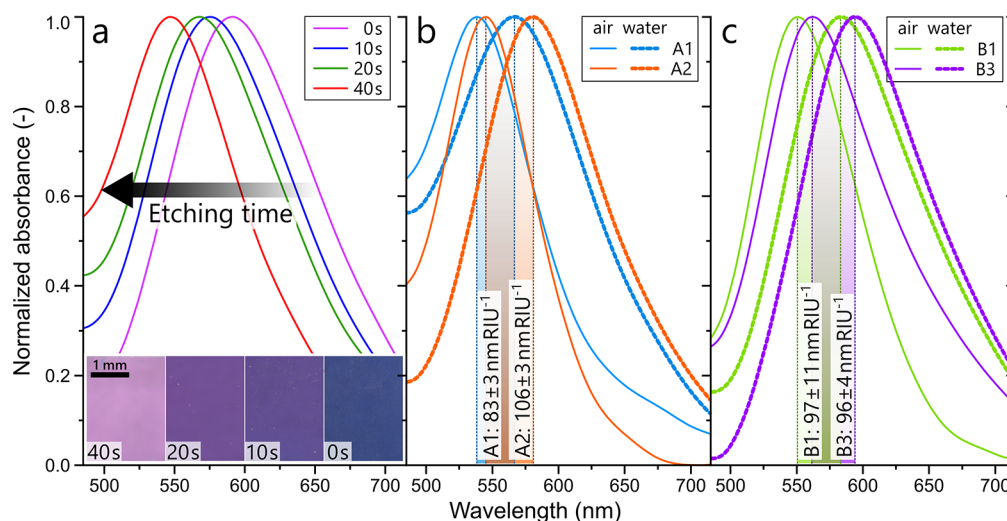 a
0s
10s
20s
40s
Etching time
1 mm
40s
20s
10s
0s
b
air water
A1
A2
A1: 83±3 nmRIU⁻¹
A2: 106±3 nmRIU⁻¹
c
air water
B1
B3
B1: 97±11 nmRIU⁻¹
B3: 96±4 nmRIU⁻¹
Normalized absorbance (-)
1.0
0.8
0.6
0.4
0.2
0.0
500 550 600 650 700
500 550 600 650 700
500 550 600 650 700
Wavelength (nm)